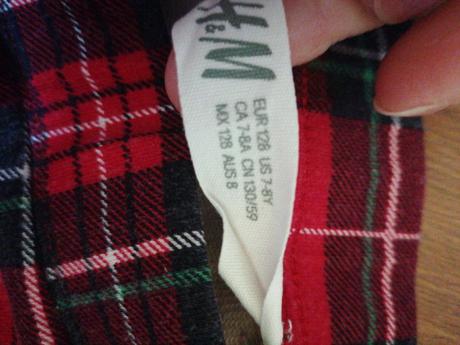 H&M
EUR 128 US 7-8Y
CA 7-8A CN 130/59
MX 128 AUS 8